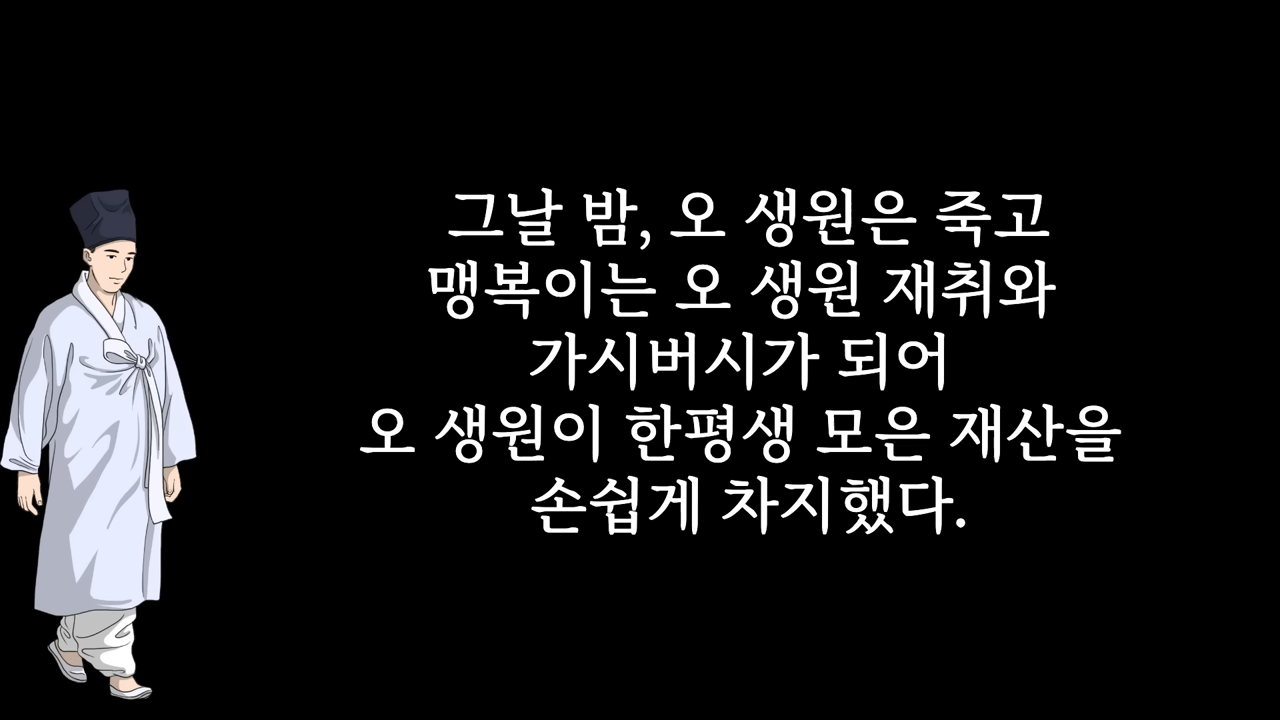 그날 밤, 오 생원은 죽고
맹복이는 오 생원 재취와
가시버시가 되어
오 생원이 한평생 모은 재산을
손쉽게 차지했다.